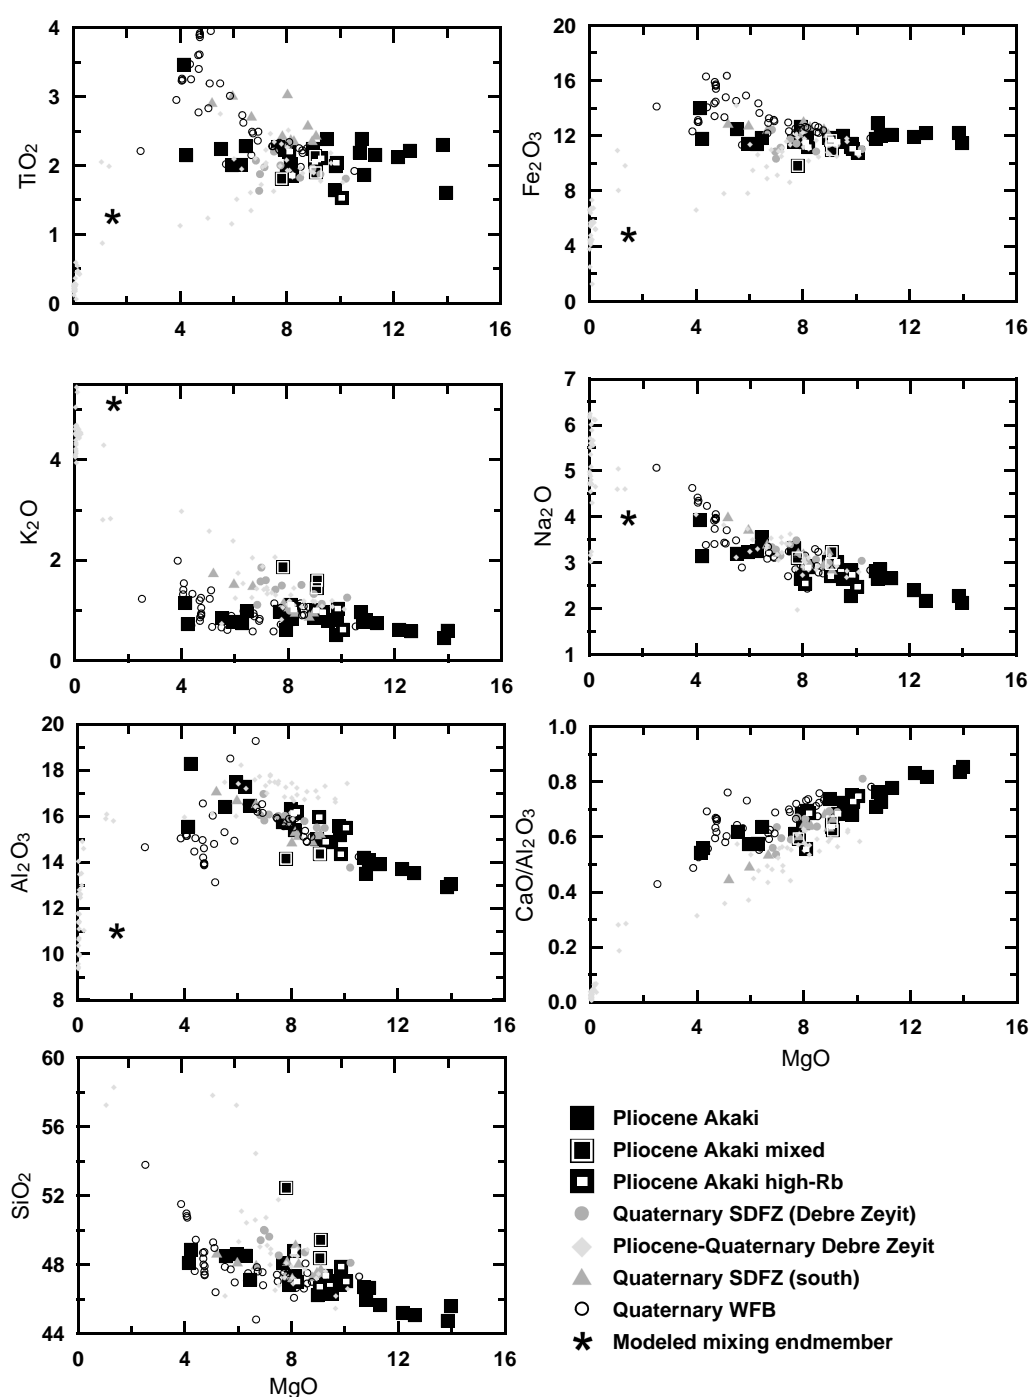 4
3
2
1
0
TiO2
0 4 8 12 16
20
16
12
8
4
0
Fe2O3
0 4 8 12 16
4
2
0
K2O
0 4 8 12 16
7
6
5
4
3
2
1
Na2O
0 4 8 12 16
20
18
16
14
12
10
8
Al2O3
0 4 8 12 16
1.0
0.8
0.6
0.4
0.2
0.0
CaO/Al2O3
0 4 8 12 16
MgO
60
56
52
48
44
SiO2
0 4 8 12 16
MgO
Pliocene Akaki
Pliocene Akaki mixed
Pliocene Akaki high-Rb
Quaternary SDFZ (Debre Zeyit)
Pliocene-Quaternary Debre Zeyit
Quaternary SDFZ (south)
Quaternary WFB
Modeled mixing endmember